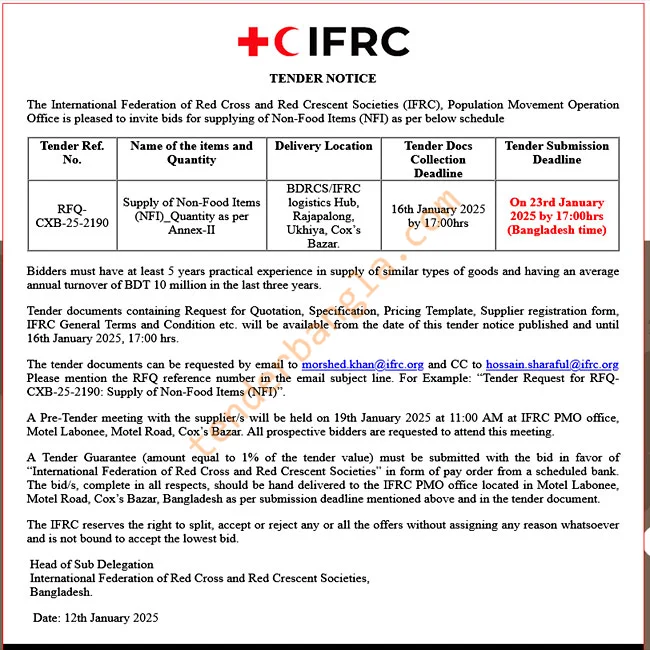 IFRC
TENDER NOTICE
The International Federation of Red Cross and Red Crescent Societies (IFRC), Population Movement Operation
Office is pleased to invite bids for supplying of Non-Food Items (NFI) as per below schedule
Tender Ref. No.
Name of the items and Quantity
Delivery Location
Tender Docs Collection Deadline
Tender Submission Deadline
RFQ-CXB-25-2190
Supply of Non-Food Items (NFI)_Quantity as per Annex-II
BDRCS/IFRC logistics Hub, Rajapalong, Ukhiya, Cox's Bazar.
16th January 2025 by 17:00hrs
On 23rd January 2025 by 17:00hrs (Bangladesh time)
Bidders must have at least 5 years practical experience in supply of similar types of goods and having an average
annual turnover of BDT 10 million in the last three years.
Tender documents containing Request for Quotation, Specification, Pricing Template, Supplier registration form,
IFRC General Terms and Condition etc. will be available from the date of this tender notice published and until
16th January 2025, 17:00 hrs.
The tender documents can be requested by email to morshed.khan@ifrc.org and CC to hossain.sharaful@ifrc.org
Please mention the RFQ reference number in the email subject line. For Example: “Tender Request for RFQ-
CXB-25-2190: Supply of Non-Food Items (NFI)”.
A Pre-Tender meeting with the supplier/s will be held on 19th January 2025 at 11:00 AM at IFRC PMO office,
Motel Labonee, Motel Road, Cox's Bazar. All prospective bidders are requested to attend this meeting.
A Tender Guarantee (amount equal to 1% of the tender value) must be submitted with the bid in favor of
“International Federation of Red Cross and Red Crescent Societies” in form of pay order from a scheduled bank.
The bid/s, complete in all respects, should be hand delivered to the IFRC PMO office located in Motel Labonee,
Motel Road, Cox's Bazar, Bangladesh as per submission deadline mentioned above and in the tender document.
The IFRC reserves the right to split, accept or reject any or all the offers without assigning any reason whatsoever
and is not bound to accept the lowest bid.
Head of Sub Delegation
International Federation of Red Cross and Red Crescent Societies,
Bangladesh.
Date: 12th January 2025
tenderbangla.com